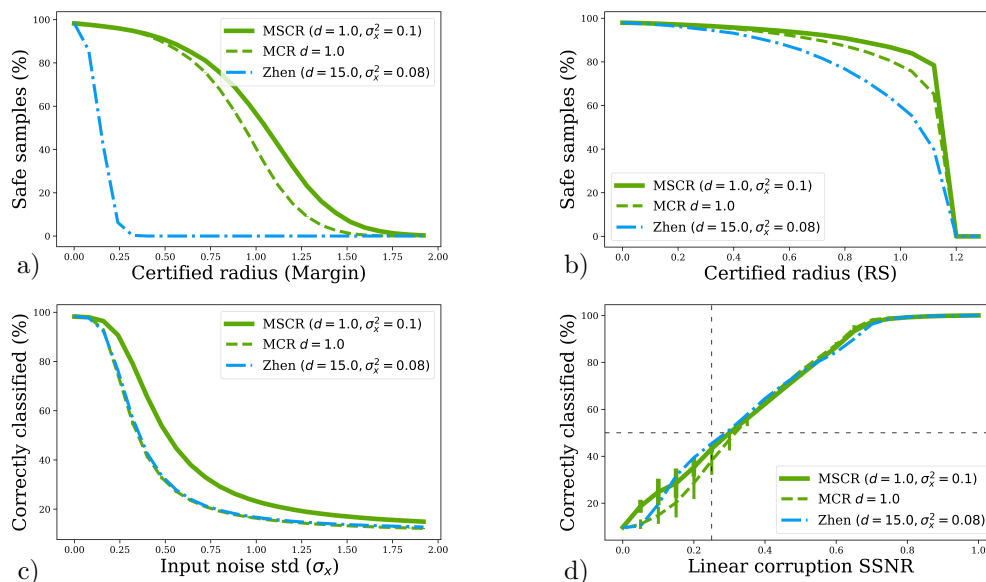 MSCR (d = 1.0, σ²ₓ = 0.1)
MCR d = 1.0
Zhen (d = 15.0, σ²ₓ = 0.08)
Safe samples (%)
100
80
60
40
20
0
0.00 0.25 0.50 0.75 1.00 1.25 1.50 1.75 2.00
Certified radius (Margin)
a)
MSCR (d = 1.0, σ²ₓ = 0.1)
MCR d = 1.0
Zhen (d = 15.0, σ²ₓ = 0.08)
Safe samples (%)
100
80
60
40
20
0
0.0 0.2 0.4 0.6 0.8 1.0 1.2
Certified radius (RS)
b)
MSCR (d = 1.0, σ²ₓ = 0.1)
MCR d = 1.0
Zhen (d = 15.0, σ²ₓ = 0.08)
Correctly classified (%)
100
80
60
40
20
0.00 0.25 0.50 0.75 1.00 1.25 1.50 1.75 2.00
Input noise std (σₓ)
c)
MSCR (d = 1.0, σ²ₓ = 0.1)
MCR d = 1.0
Zhen (d = 15.0, σ²ₓ = 0.08)
Correctly classified (%)
100
80
60
40
20
0.0 0.2 0.4 0.6 0.8 1.0
Linear corruption SSNR
d)